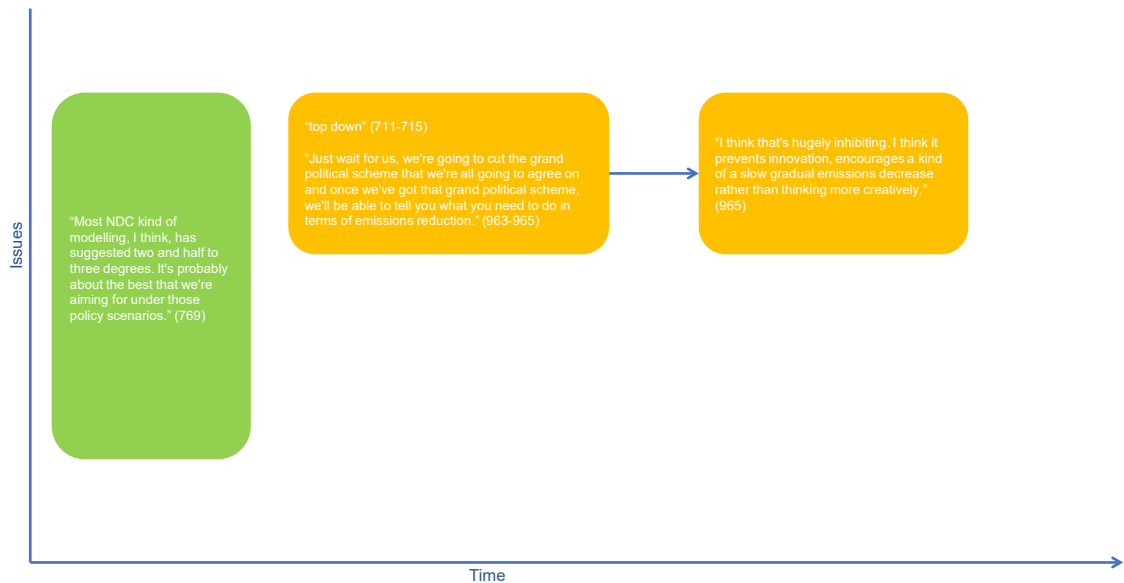 Issues
“Most NDC kind of
modelling, I think, has
suggested two and half to
three degrees. It's probably
about the best that we're
aiming for under those
policy scenarios.” (769)
“top down” (711-715)
“Just wait for us, we're going to cut the grand
political scheme that we're all going to agree on
and once we've got that grand political scheme,
we'll be able to tell you what you need to do in
terms of emissions reduction.” (963-965)
“I think that's hugely inhibiting. I think it
prevents innovation, encourages a kind
of a slow gradual emissions decrease
rather than thinking more creatively.”
(965)
Time